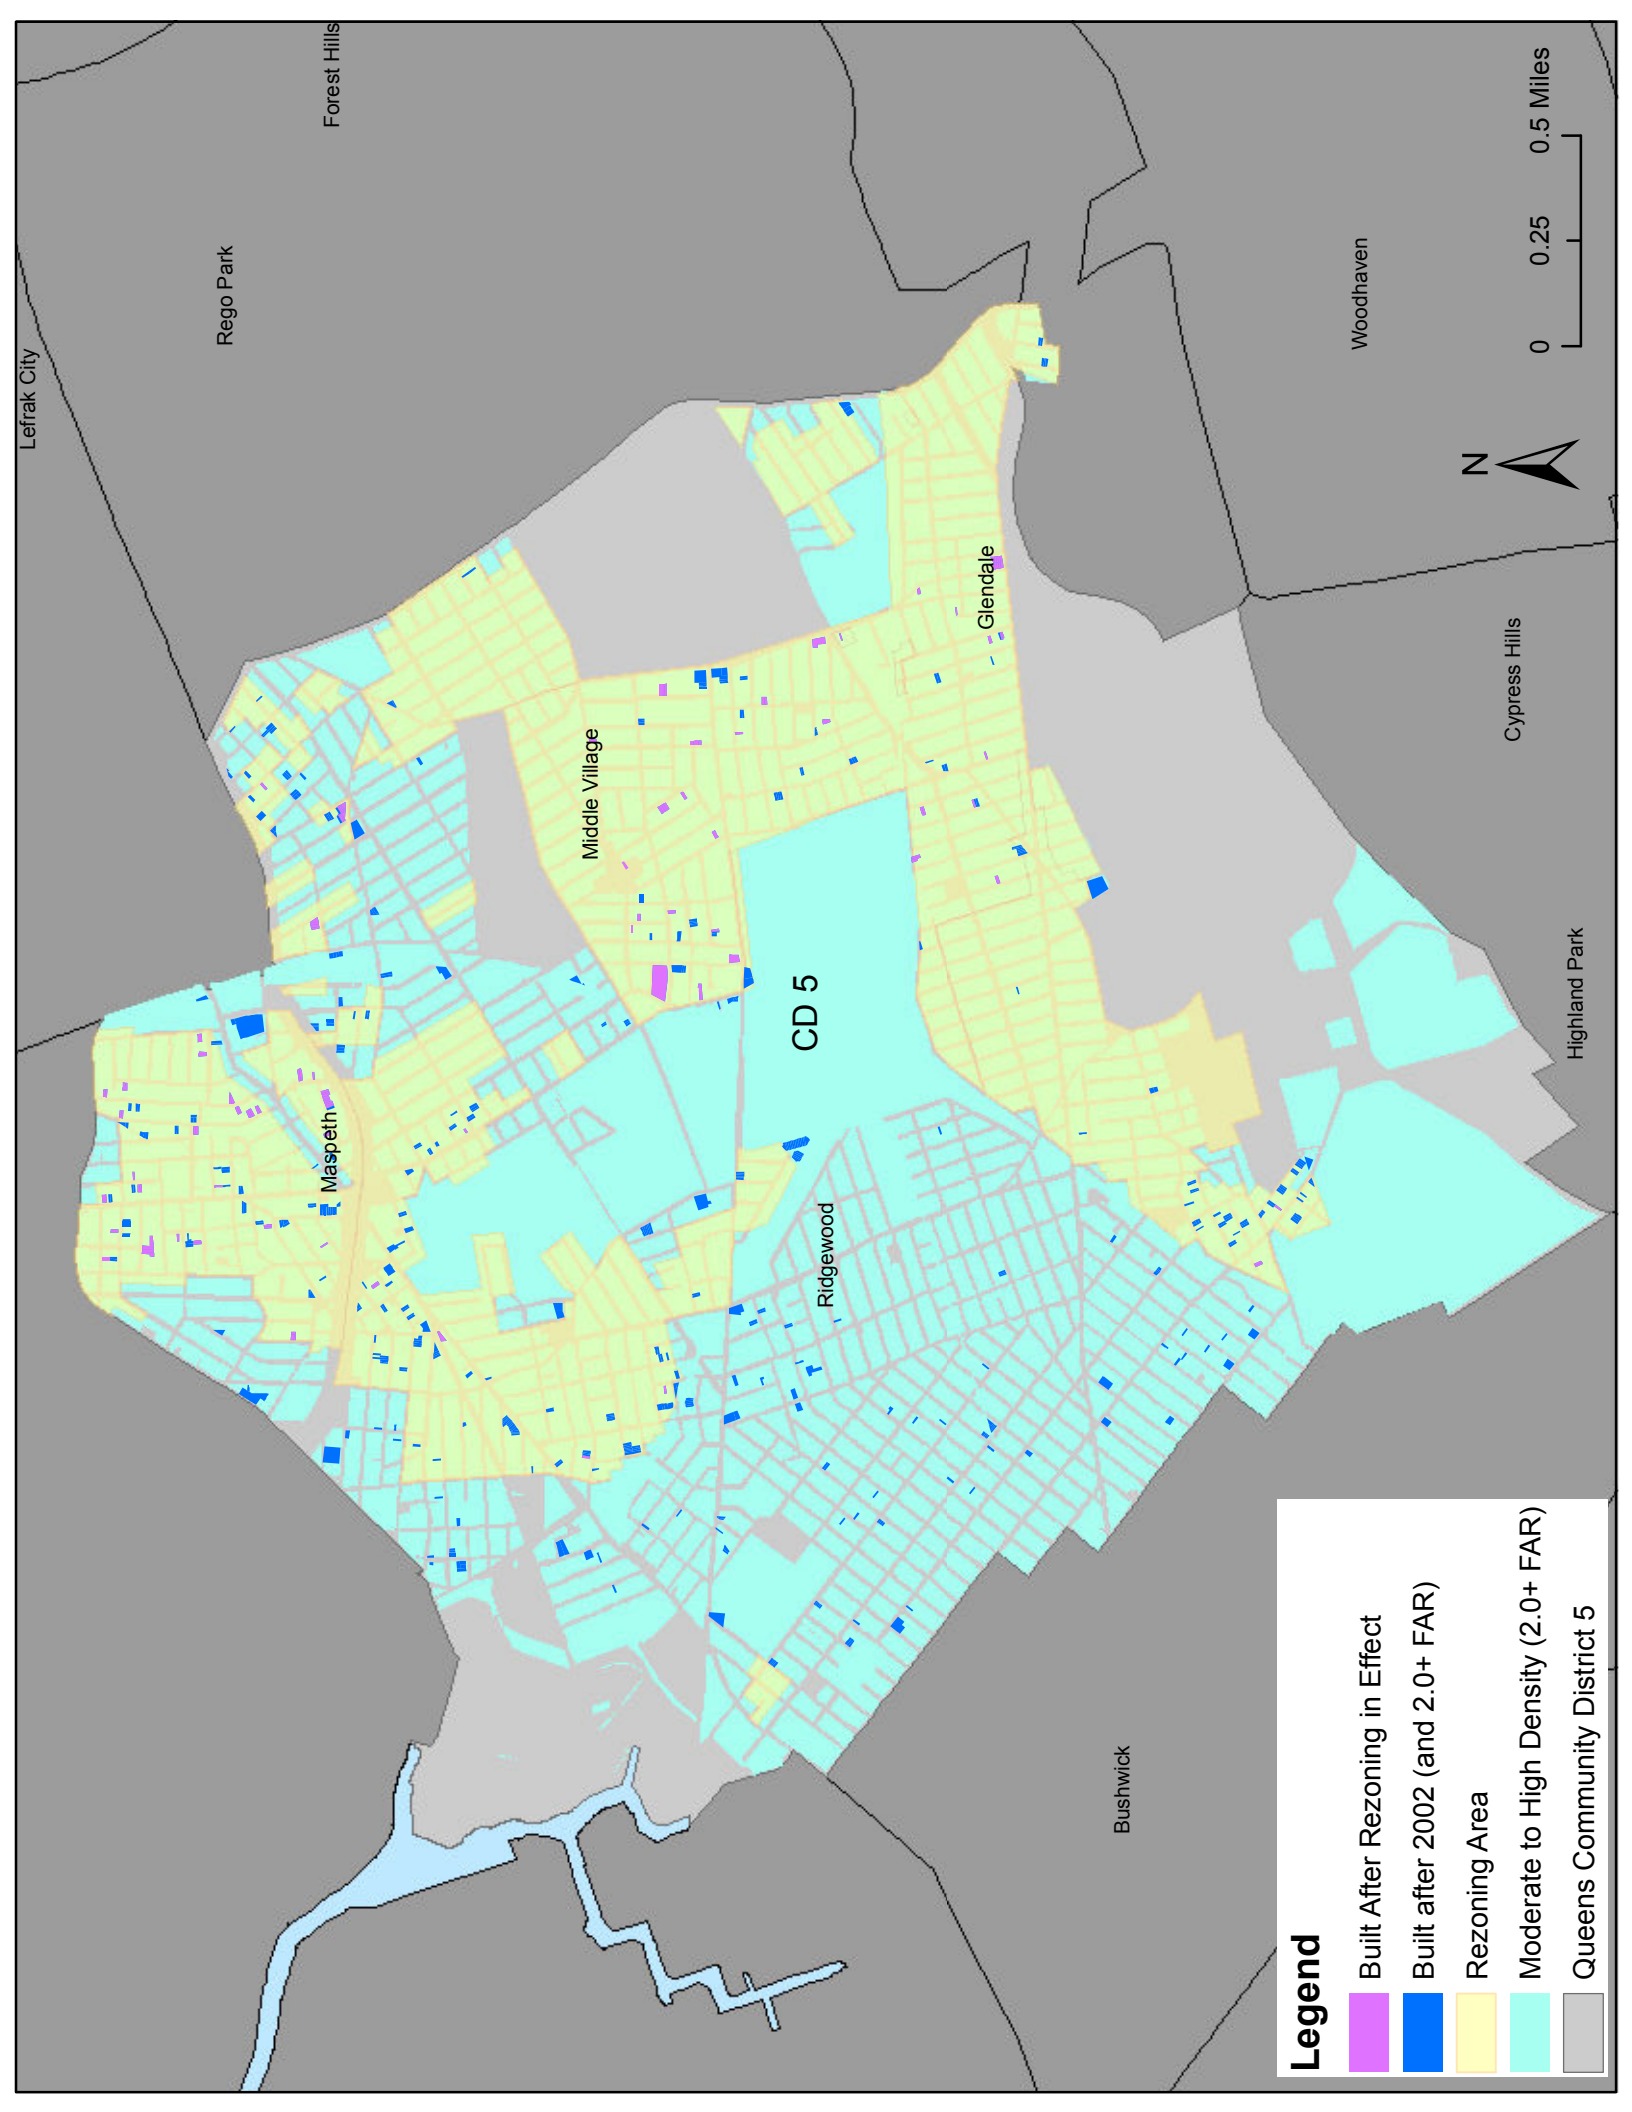 Lefrak City
Rego Park
Forest Hills
Maspeth
Middle Village
CD 5
Ridgewood
Glendale
Bushwick
Woodhaven
Cypress Hills
Highland Park
N
0 0.25 0.5 Miles
Legend
Built After Rezoning in Effect
Built after 2002 (and 2.0+ FAR)
Rezoning Area
Moderate to High Density (2.0+ FAR)
Queens Community District 5